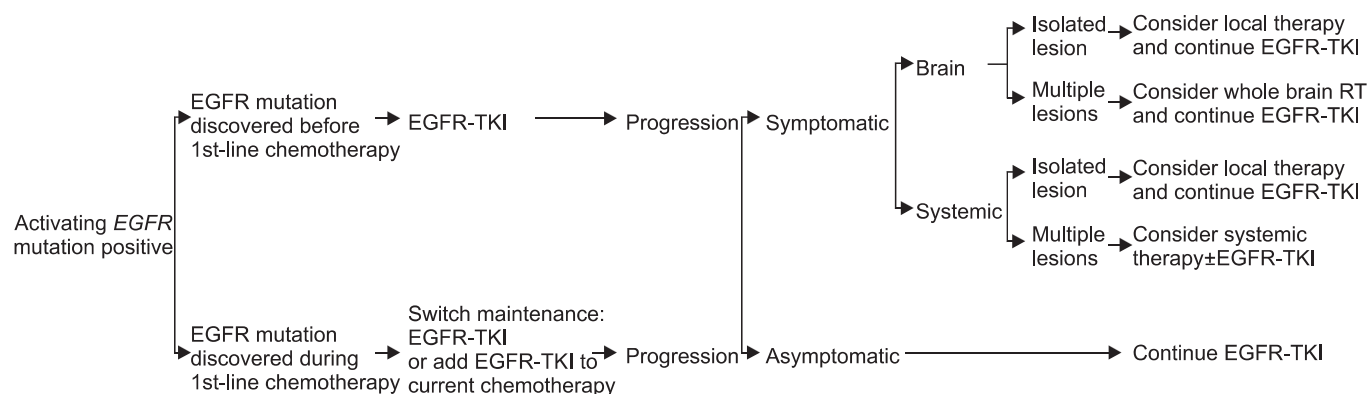 Activating EGFR
mutation positive
EGFR mutation
discovered before
1st-line chemotherapy
EGFR-TKI
Progression
Symptomatic
Brain
Isolated
lesion
Consider local therapy
and continue EGFR-TKI
Multiple
lesions
Consider whole brain RT
and continue EGFR-TKI
Systemic
Isolated
lesion
Consider local therapy
and continue EGFR-TKI
Multiple
lesions
Consider systemic
therapy±EGFR-TKI
EGFR mutation
discovered during
1st-line chemotherapy
Switch maintenance:
EGFR-TKI
or add EGFR-TKI to
current chemotherapy
Progression
Asymptomatic
Continue EGFR-TKI